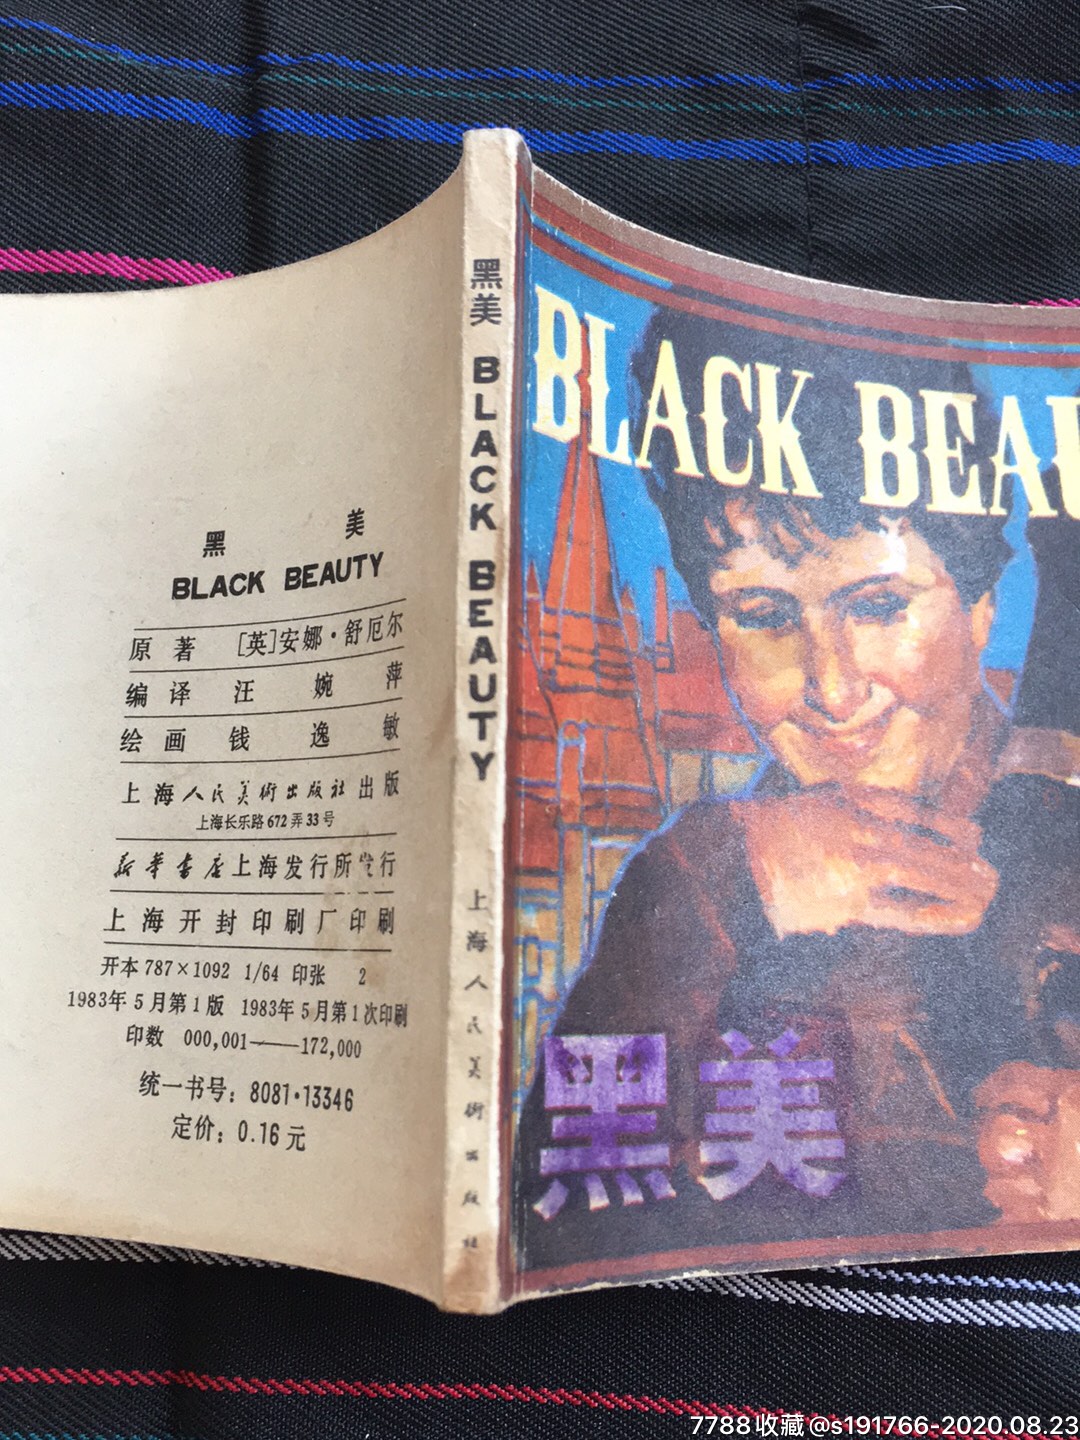 黑美
BLACK BEAUTY
原著 [英]安娜·舒厄尔
编译 汪婉萍
绘画 钱逸敏
上海人民美術出版社出版
上海长乐路672弄33号
新华书店上海发行所发行
上海开封印刷厂印刷
开本 787×1092 1/64 印张 2
1983年5月第1版 1983年5月第1次印刷
印数 000,001——172,000
统一书号：8081·13346
定价：0.16元
黑美 BLACK BEAUTY 上海人民美術出版社
BLACK BEAU
黑美
7788收藏@s191766-2020.08.23